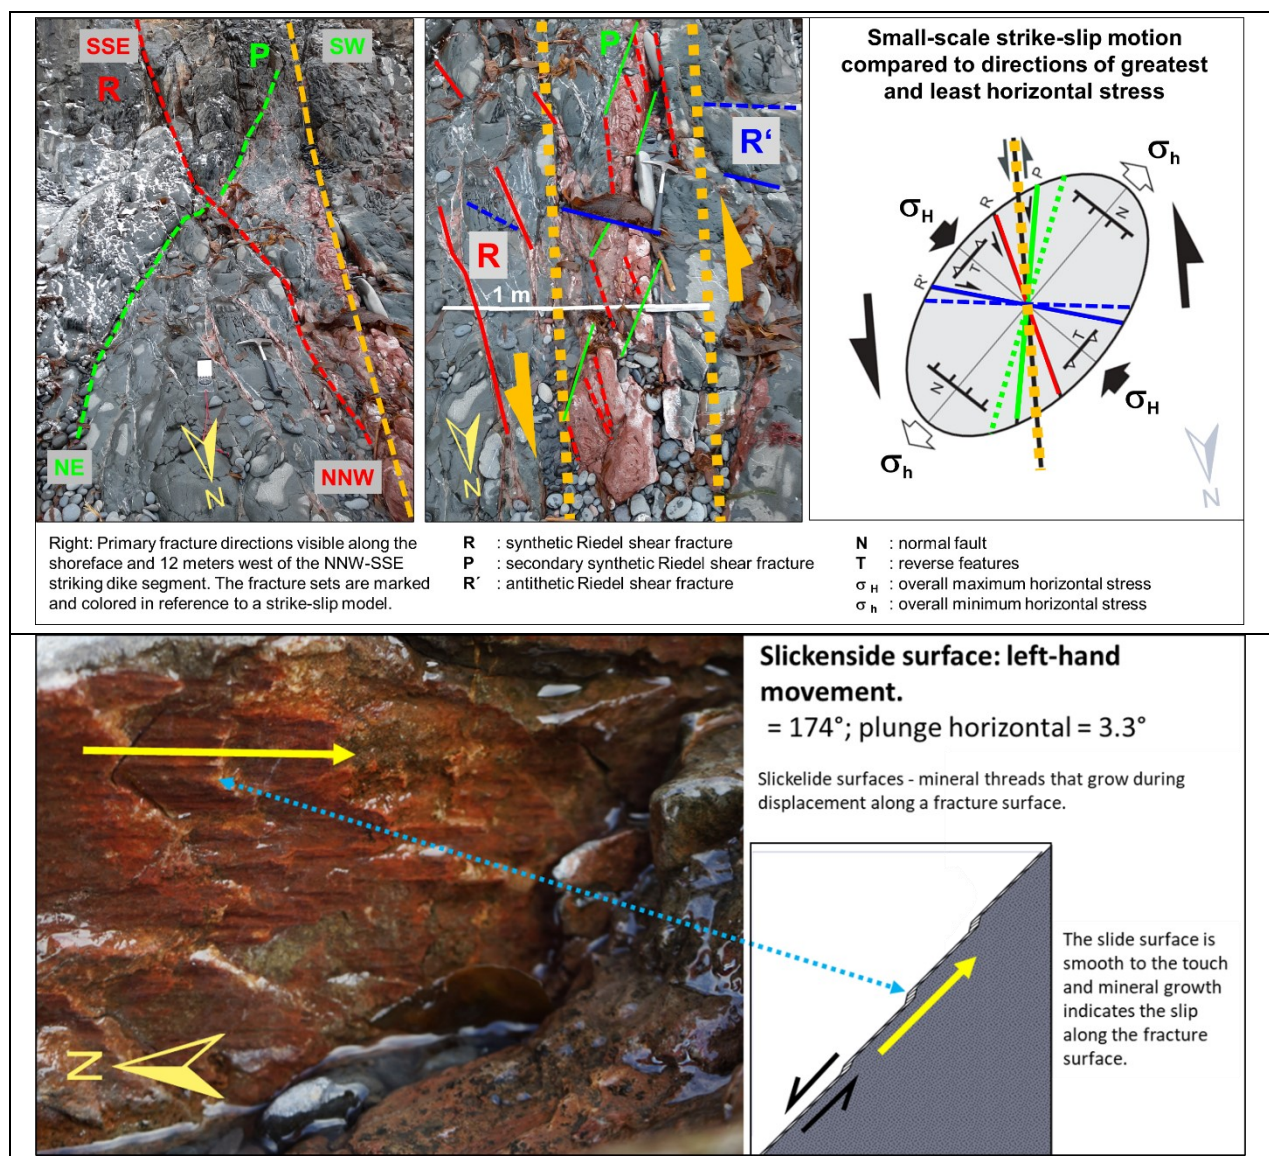 SSE
R
P
SW
NE
NNW
N
P
R'
R
1 m
N
Small-scale strike-slip motion
compared to directions of greatest
and least horizontal stress
σh
σH
R
P
N
T
R'
T
N
σH
σh
N
Right: Primary fracture directions visible along the
shoreface and 12 meters west of the NNW-SSE
striking dike segment. The fracture sets are marked
and colored in reference to a strike-slip model.
R : synthetic Riedel shear fracture
P : secondary synthetic Riedel shear fracture
R´ : antithetic Riedel shear fracture
N : normal fault
T : reverse features
σ H : overall maximum horizontal stress
σ h : overall minimum horizontal stress
Slickenside surface: left-hand
movement.
= 174°; plunge horizontal = 3.3°
Slickelide surfaces - mineral threads that grow during
displacement along a fracture surface.
The slide surface is
smooth to the touch
and mineral growth
indicates the slip
along the fracture
surface.
N